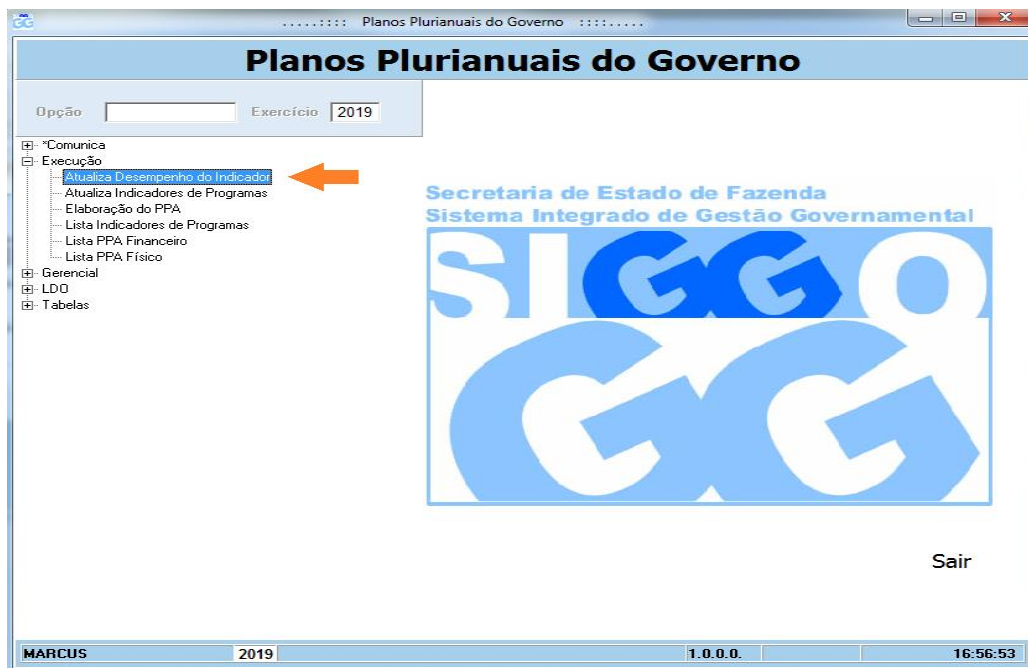 GG
.....:::: Planos Plurianuais do Governo ::::.....
Planos Plurianuais do Governo
Opção Exercício 2019
*Comunica
Execução
Atualiza Desempenho do Indicador
Atualiza Indicadores de Programas
Elaboração do PPA
Lista Indicadores de Programas
Lista PPA Financeiro
Lista PPA Físico
Gerencial
LDO
Tabelas
Secretaria de Estado de Fazenda
Sistema Integrado de Gestão Governamental
SIGGO
GG
Sair
MARCUS 2019 1.0.0.0. 16:56:53